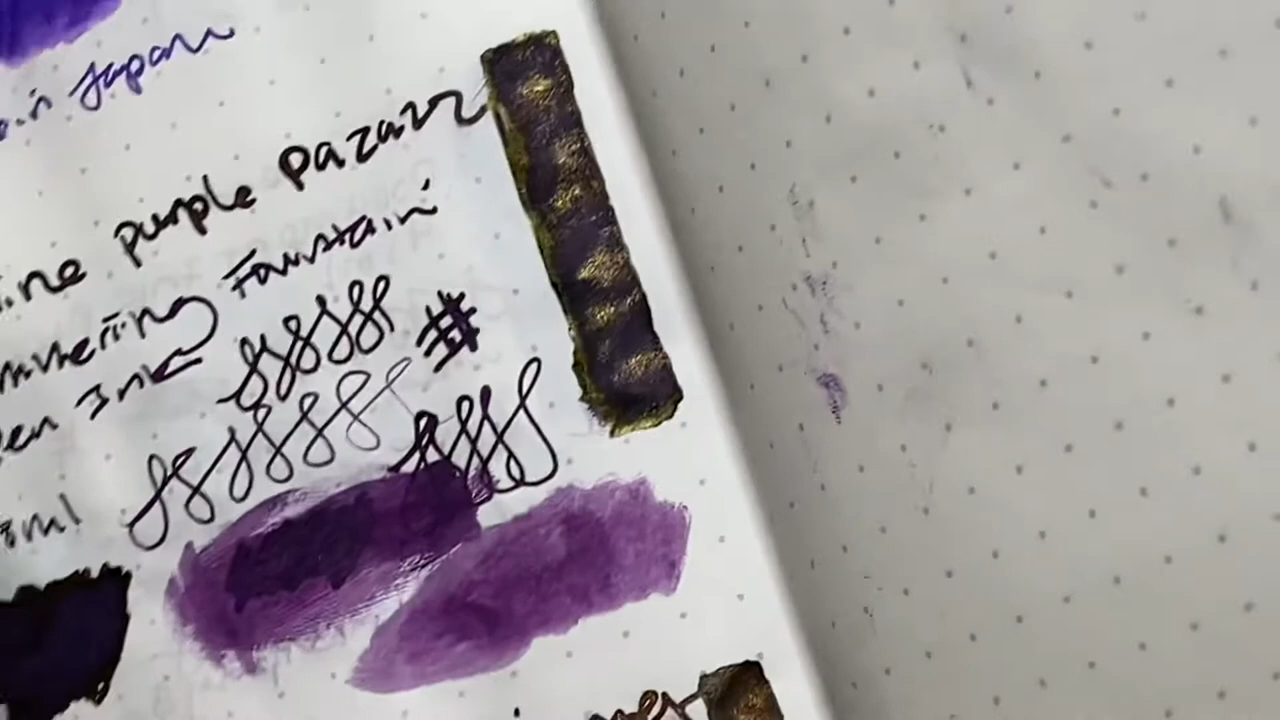 in Japan
ine purple pazazz
mmering Fountain
en Ink
ml